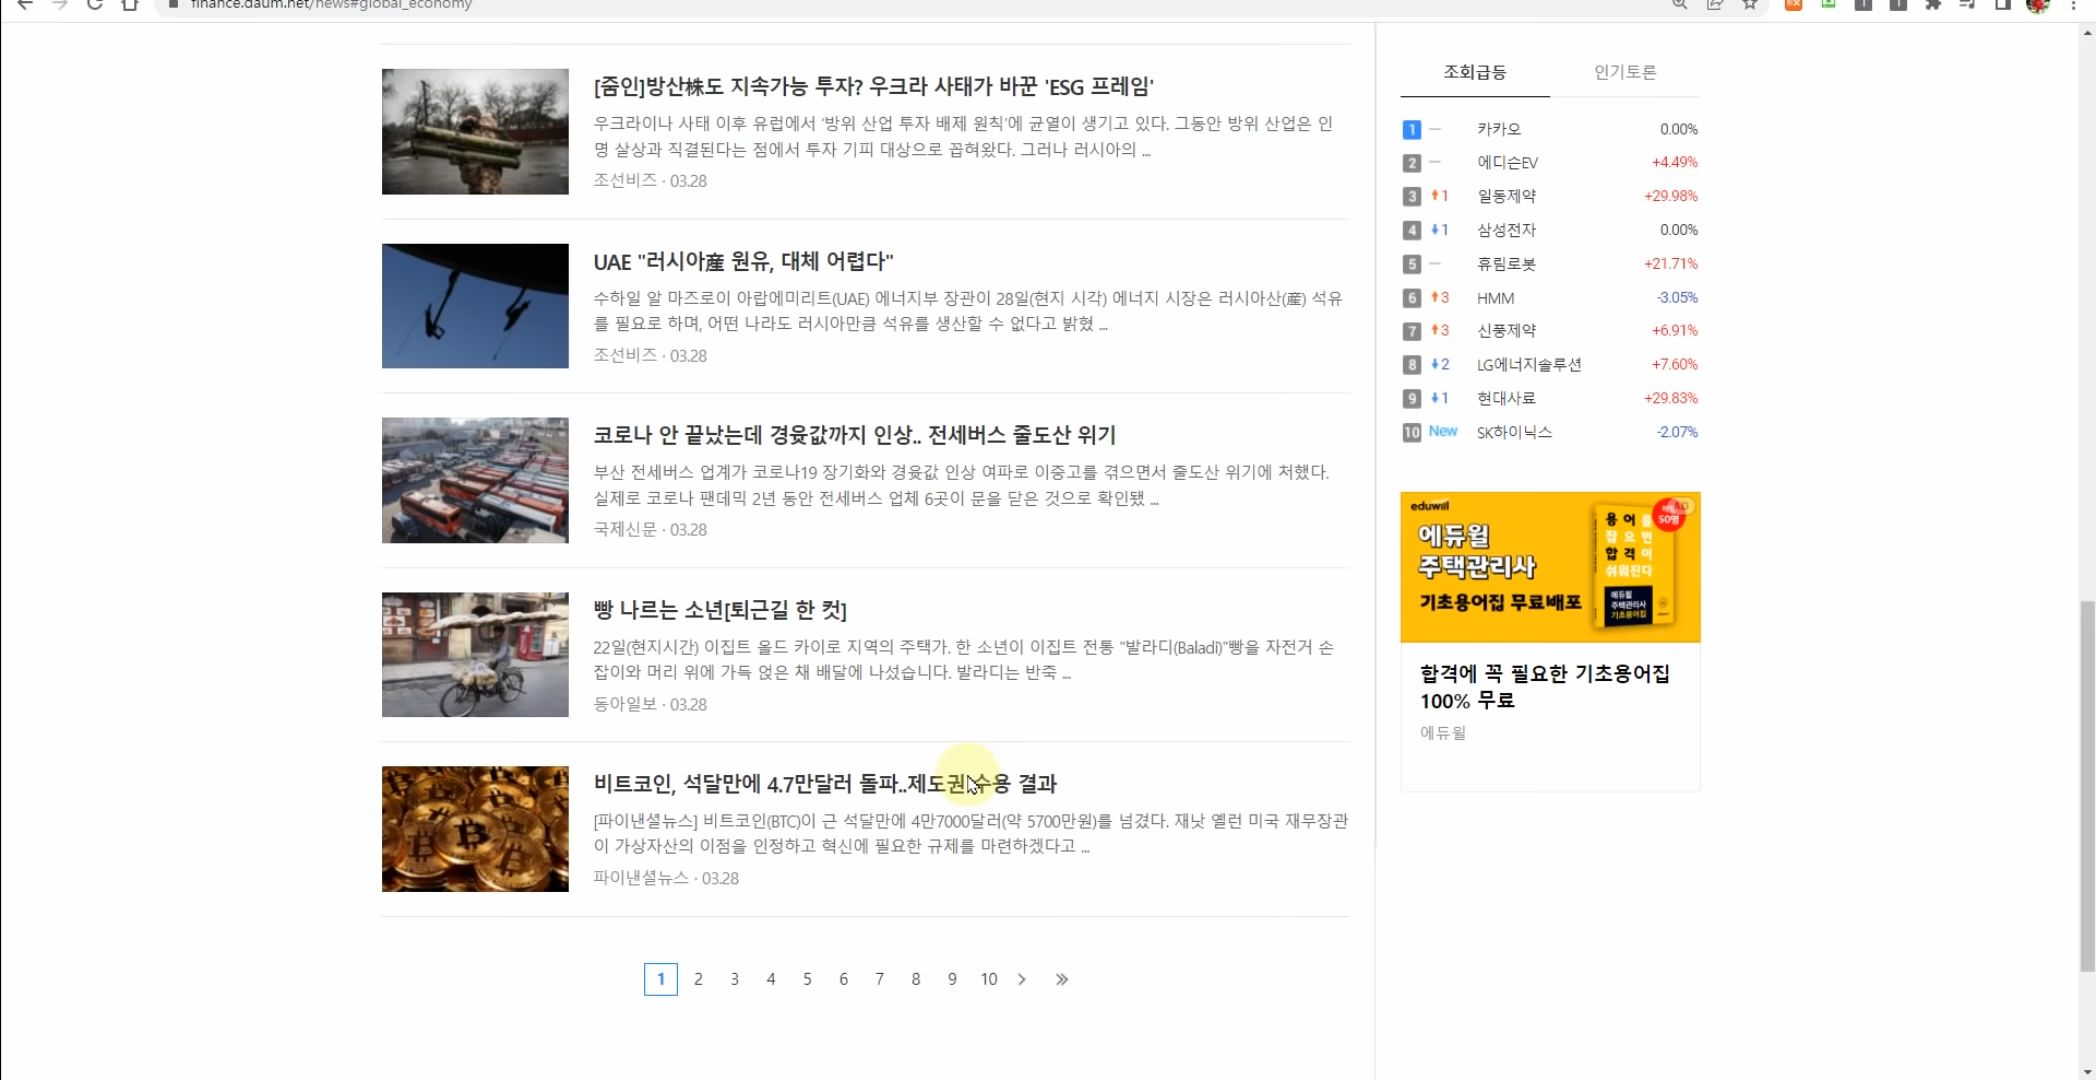 finance.daum.net/news#global_economy
[줌인]방산株도 지속가능 투자? 우크라 사태가 바꾼 'ESG 프레임'
우크라이나 사태 이후 유럽에서 '방위 산업 투자 배제 원칙'에 균열이 생기고 있다. 그동안 방위 산업은 인
명 살상과 직결된다는 점에서 투자 기피 대상으로 꼽혀왔다. 그러나 러시아의 ...
조선비즈 · 03.28
UAE "러시아産 원유, 대체 어렵다"
수하일 알 마즈로이 아랍에미리트(UAE) 에너지부 장관이 28일(현지 시각) 에너지 시장은 러시아산(産) 석유
를 필요로 하며, 어떤 나라도 러시아만큼 석유를 생산할 수 없다고 밝혔 ...
조선비즈 · 03.28
코로나 안 끝났는데 경윳값까지 인상.. 전세버스 줄도산 위기
부산 전세버스 업계가 코로나19 장기화와 경윳값 인상 여파로 이중고를 겪으면서 줄도산 위기에 처했다.
실제로 코로나 팬데믹 2년 동안 전세버스 업체 6곳이 문을 닫은 것으로 확인됐 ...
국제신문 · 03.28
빵 나르는 소년[퇴근길 한 컷]
22일(현지시간) 이집트 올드 카이로 지역의 주택가. 한 소년이 이집트 전통 "발라디(Baladi)"빵을 자전거 손
잡이와 머리 위에 가득 얹은 채 배달에 나섰습니다. 발라디는 반죽 ...
동아일보 · 03.28
비트코인, 석달만에 4.7만달러 돌파..제도권 수용 결과
[파이낸셜뉴스] 비트코인(BTC)이 근 석달만에 4만7000달러(약 5700만원)를 넘겼다. 재낫 옐런 미국 재무장관
이 가상자산의 이점을 인정하고 혁신에 필요한 규제를 마련하겠다고 ...
파이낸셜뉴스 · 03.28
1 2 3 4 5 6 7 8 9 10
조회급등 인기토론
1 카카오 0.00%
2 에디슨EV +4.49%
3 1 일동제약 +29.98%
4 1 삼성전자 0.00%
5 휴림로봇 +21.71%
6 3 HMM -3.05%
7 3 신풍제약 +6.91%
8 2 LG에너지솔루션 +7.60%
9 1 현대사료 +29.83%
10 New SK하이닉스 -2.07%
eduwill
에듀윌
주택관리사
기초용어집 무료배포
용어를
잡으면
합격이
쉬워진다
50명
에듀윌
주택관리사
기초용어집
합격에 꼭 필요한 기초용어집
100% 무료
에듀윌